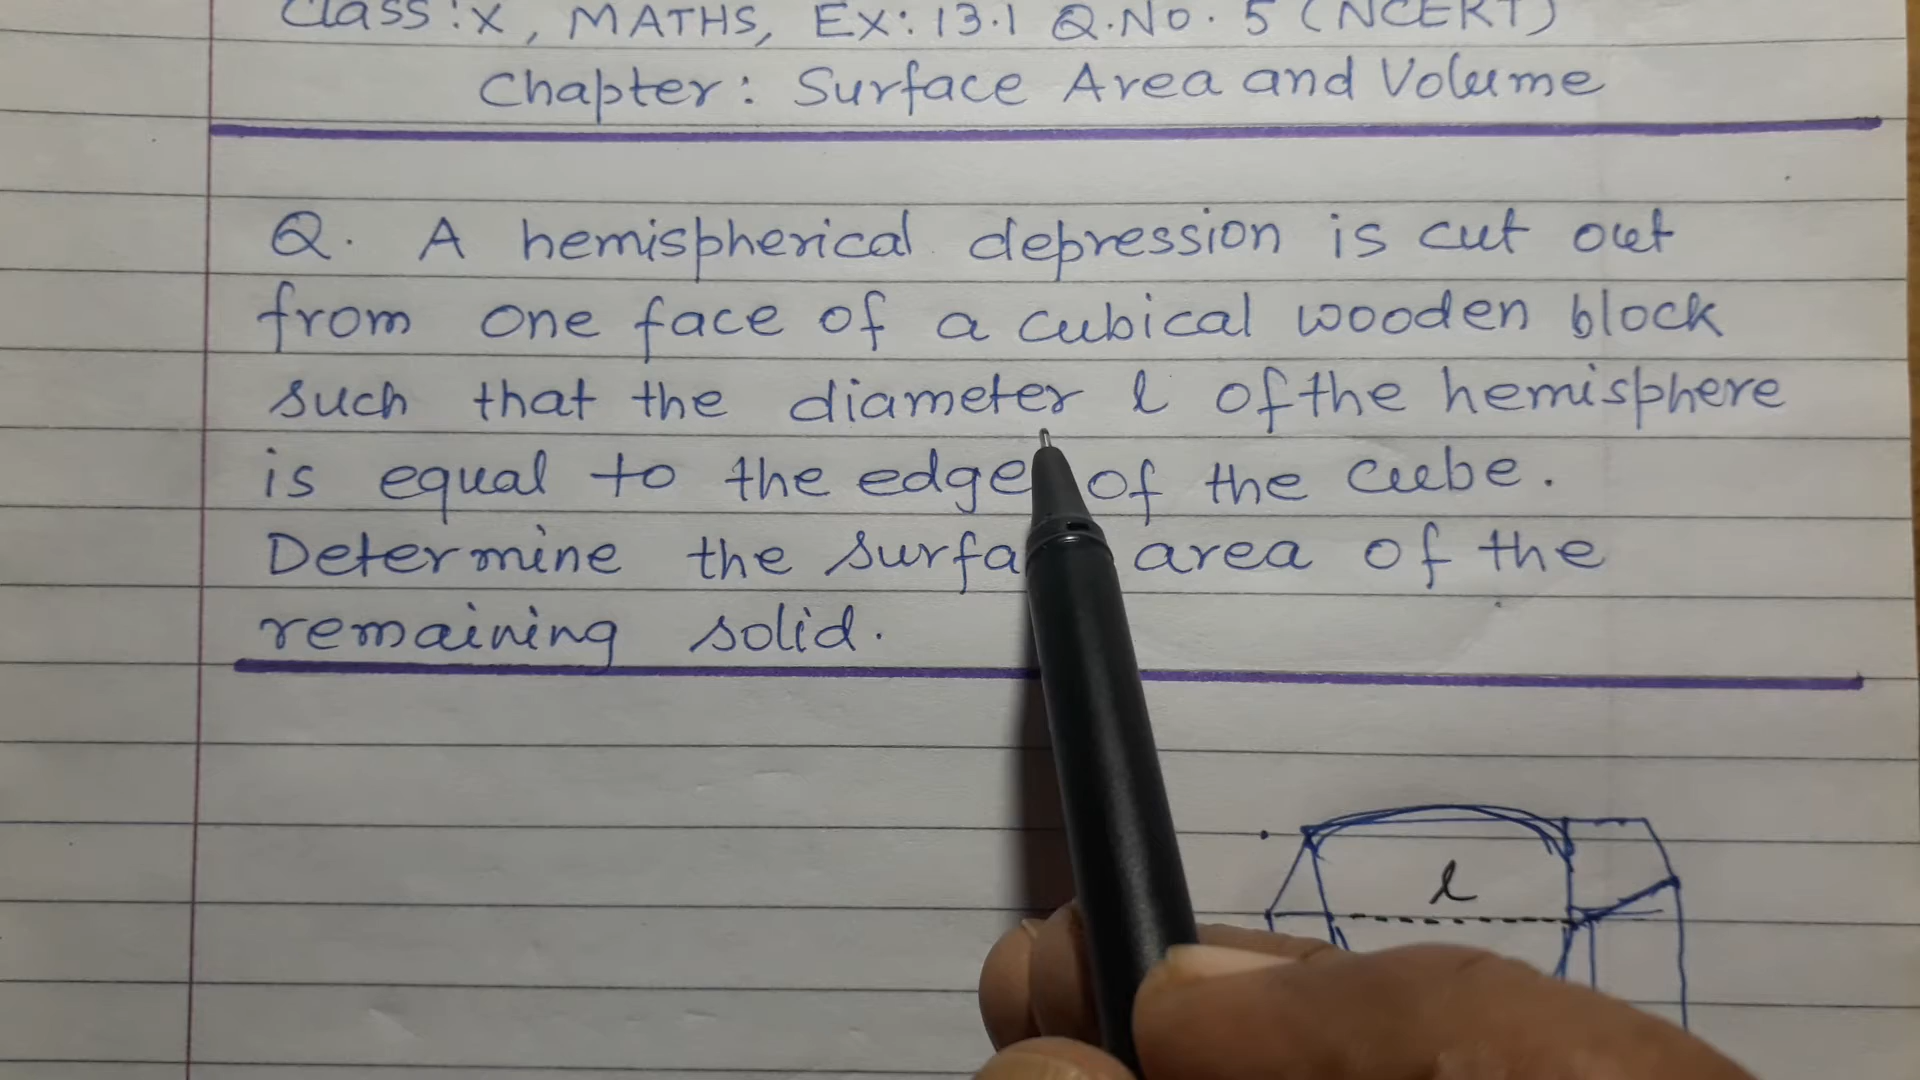 Class: X, MATHS, Ex: 13.1 Q.No. 5 (NCERT)
Chapter: Surface Area and Volume
Q. A hemispherical depression is cut out
from one face of a cubical wooden block
such that the diameter l of the hemisphere
is equal to the edge of the cube.
Determine the surfa area of the
remaining solid.
l